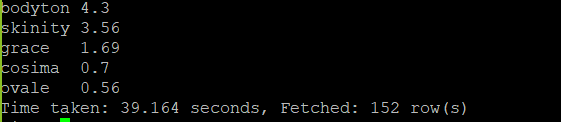 bodyton 4.3
skinity 3.56
grace 1.69
cosima 0.7
ovale 0.56
Time taken: 39.164 seconds, Fetched: 152 row(s)